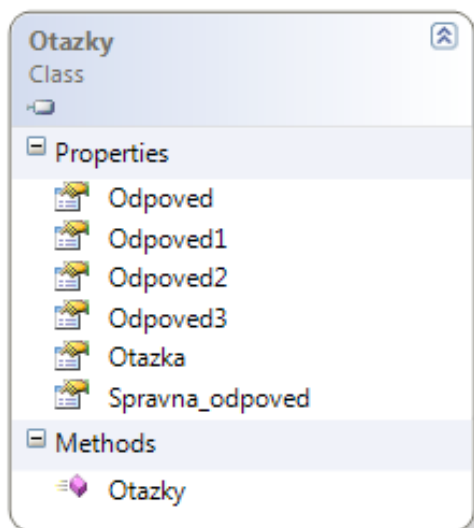 Otazky
Class
Properties
Odpoved
Odpoved1
Odpoved2
Odpoved3
Otazka
Spravna_odpoved
Methods
Otazky